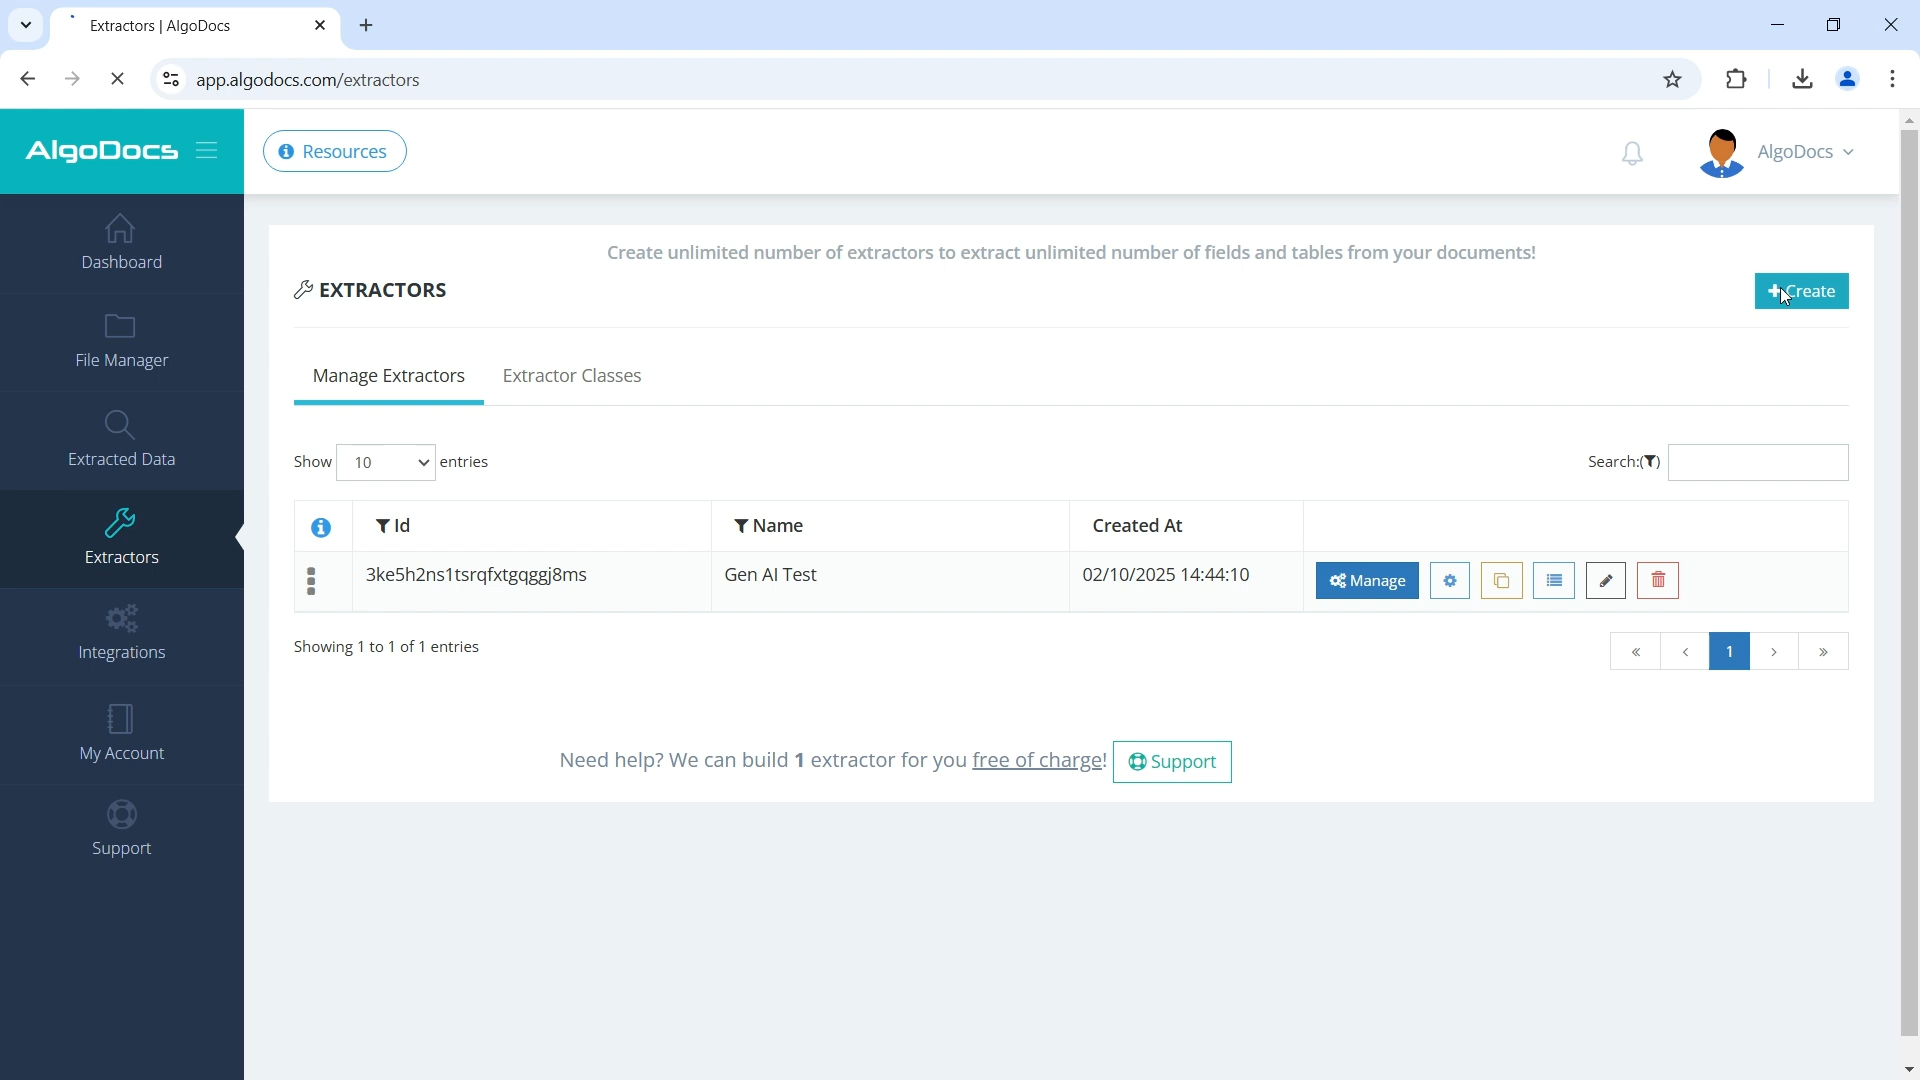 Extractors | AlgoDocs
app.algodocs.com/extractors
AlgoDocs
Resources
AlgoDocs
Dashboard
File Manager
Extracted Data
Extractors
Integrations
My Account
Support
Create unlimited number of extractors to extract unlimited number of fields and tables from your documents!
EXTRACTORS
Create
Manage Extractors
Extractor Classes
Show 10 entries
Search:
Id
Name
Created At
3ke5h2ns1tsrqfxtgqggj8ms
Gen AI Test
02/10/2025 14:44:10
Manage
Showing 1 to 1 of 1 entries
« ‹ 1 › »
Need help? We can build 1 extractor for you free of charge!
Support